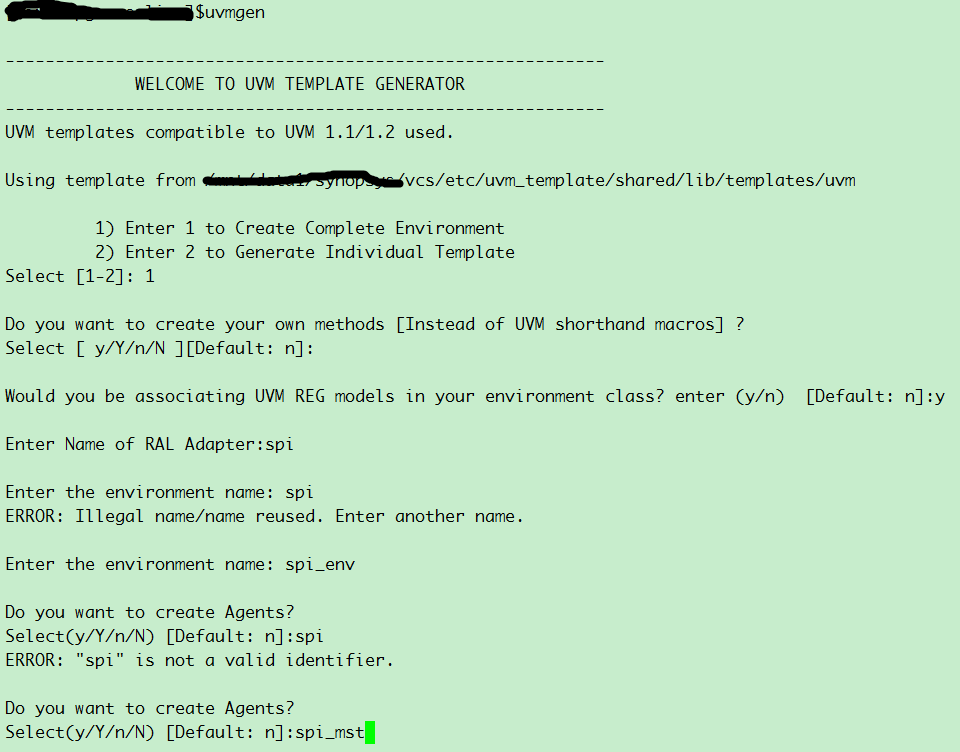 $uvmgen
------------------------------------------------------------
WELCOME TO UVM TEMPLATE GENERATOR
------------------------------------------------------------
UVM templates compatible to UVM 1.1/1.2 used.
Using template from /vcs/etc/uvm_template/shared/lib/templates/uvm
1) Enter 1 to Create Complete Environment
2) Enter 2 to Generate Individual Template
Select [1-2]: 1
Do you want to create your own methods [Instead of UVM shorthand macros] ?
Select [ y/Y/n/N ][Default: n]:
Would you be associating UVM REG models in your environment class? enter (y/n)  [Default: n]:y
Enter Name of RAL Adapter:spi
Enter the environment name: spi
ERROR: Illegal name/name reused. Enter another name.
Enter the environment name: spi_env
Do you want to create Agents?
Select(y/Y/n/N) [Default: n]:spi
ERROR: "spi" is not a valid identifier.
Do you want to create Agents?
Select(y/Y/n/N) [Default: n]:spi_mst